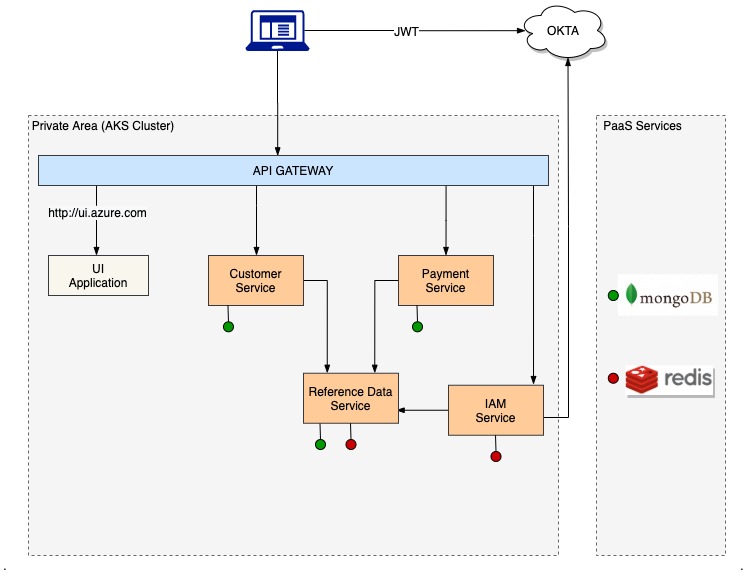 JWT
OKTA
Private Area (AKS Cluster)
PaaS Services
API GATEWAY
http://ui.azure.com
UI
Application
Customer
Service
Payment
Service
mongoDB
redis
Reference Data
Service
IAM
Service